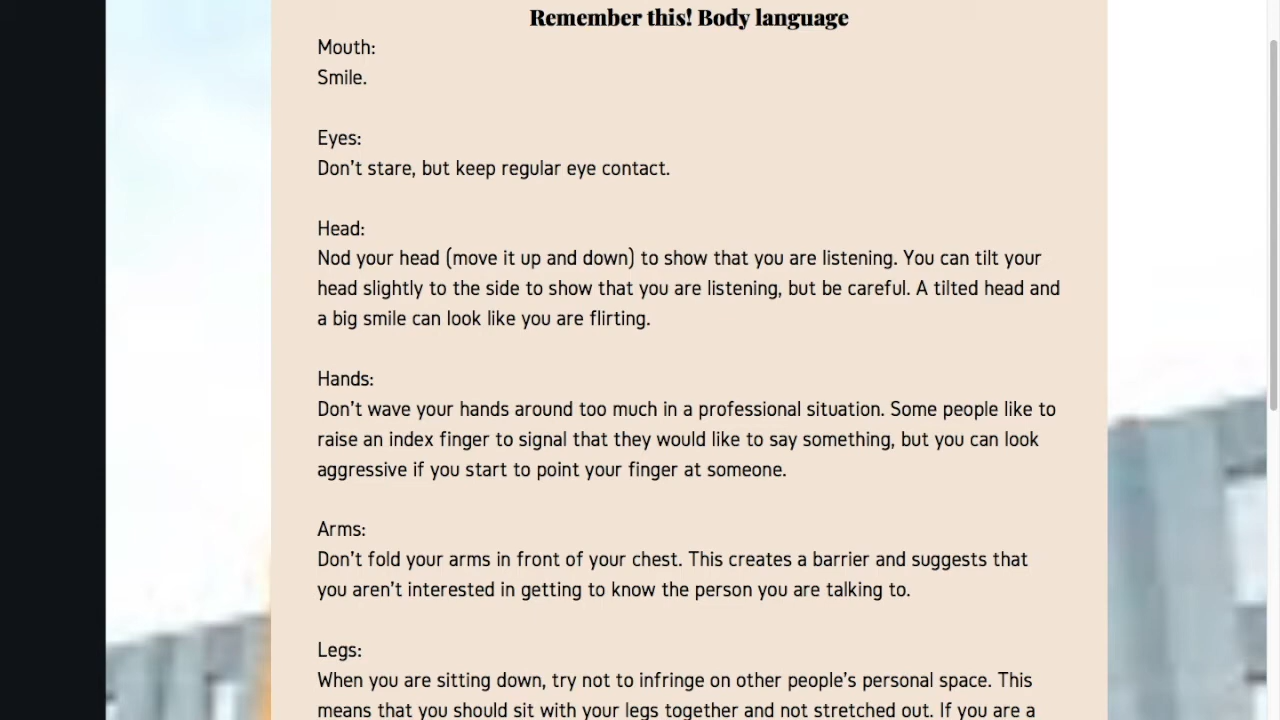 Remember this! Body language
Mouth:
Smile.
Eyes:
Don't stare, but keep regular eye contact.
Head:
Nod your head (move it up and down) to show that you are listening. You can tilt your
head slightly to the side to show that you are listening, but be careful. A tilted head and
a big smile can look like you are flirting.
Hands:
Don't wave your hands around too much in a professional situation. Some people like to
raise an index finger to signal that they would like to say something, but you can look
aggressive if you start to point your finger at someone.
Arms:
Don't fold your arms in front of your chest. This creates a barrier and suggests that
you aren't interested in getting to know the person you are talking to.
Legs:
When you are sitting down, try not to infringe on other people's personal space. This
means that you should sit with your legs together and not stretched out. If you are a